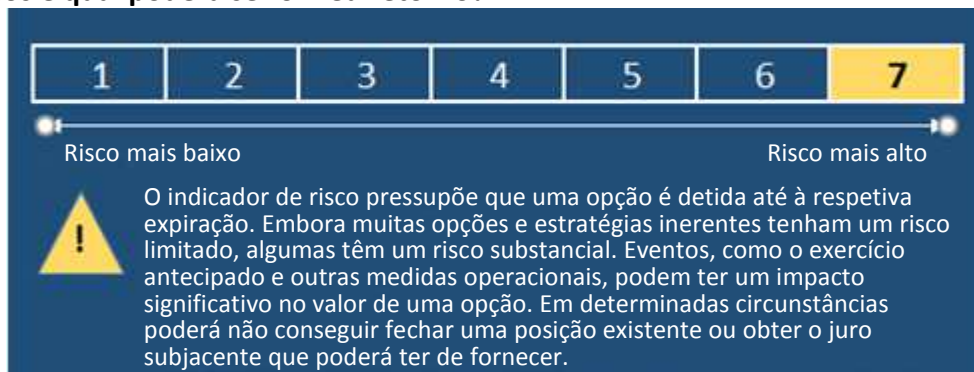 1 2 3 4 5 6 7
Risco mais baixo Risco mais alto
O indicador de risco pressupõe que uma opção é detida até à respetiva
expiração. Embora muitas opções e estratégias inerentes tenham um risco
limitado, algumas têm um risco substancial. Eventos, como o exercício
antecipado e outras medidas operacionais, podem ter um impacto
significativo no valor de uma opção. Em determinadas circunstâncias
poderá não conseguir fechar uma posição existente ou obter o juro
subjacente que poderá ter de fornecer.